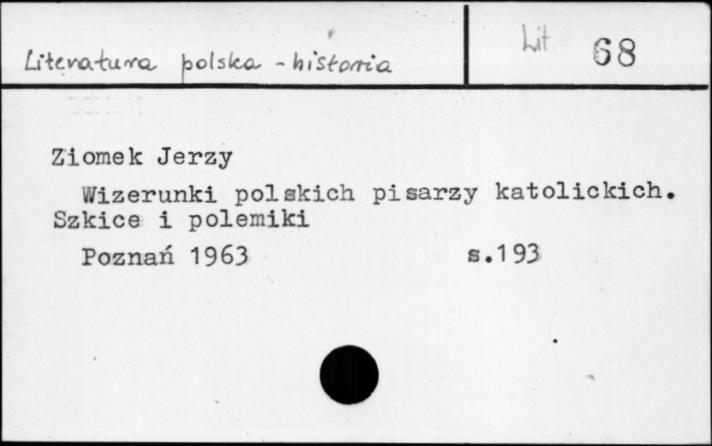 Literatura polska - historia
Lit 68
Ziomek Jerzy
Wizerunki polskich pisarzy katolickich.
Szkice i polemiki
Poznań 1963 s.193